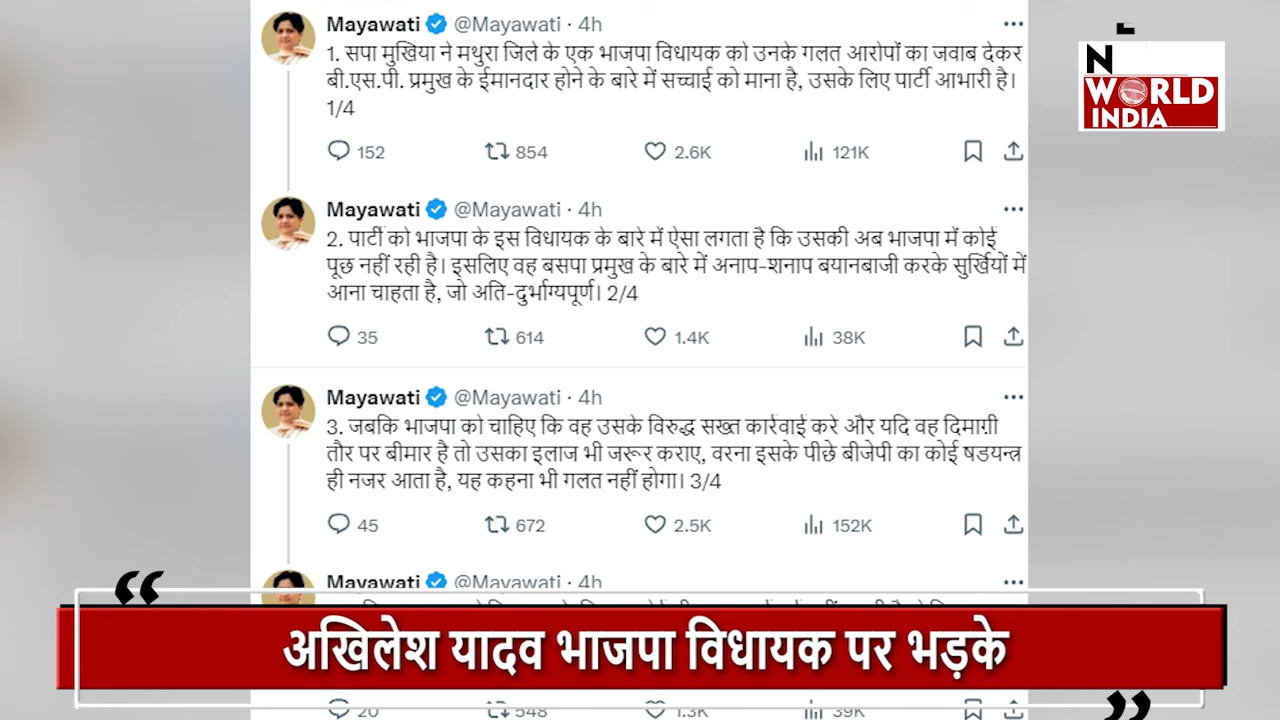 Mayawati @Mayawati · 4h
1. सपा मुखिया ने मथुरा जिले के एक भाजपा विधायक को उनके गलत आरोपों का जवाब देकर
बी.एस.पी. प्रमुख के ईमानदार होने के बारे में सच्चाई को माना है, उसके लिए पार्टी आभारी है।
1/4
152 854 2.6K 121K
N
WORLD
INDIA
Mayawati @Mayawati · 4h
2. पार्टी को भाजपा के इस विधायक के बारे में ऐसा लगता है कि उसकी अब भाजपा में कोई
पूछ नहीं रही है। इसलिए वह बसपा प्रमुख के बारे में अनाप-शनाप बयानबाजी करके सुर्खियों में
आना चाहता है, जो अति-दुर्भाग्यपूर्ण। 2/4
35 614 1.4K 38K
Mayawati @Mayawati · 4h
3. जबकि भाजपा को चाहिए कि वह उसके विरुद्ध सख्त कार्रवाई करे और यदि वह दिमाग़ी
तौर पर बीमार है तो उसका इलाज भी जरूर कराए, वरना इसके पीछे बीजेपी का कोई षडयन्त्र
ही नजर आता है, यह कहना भी गलत नहीं होगा। 3/4
45 672 2.5K 152K
Mayawati @Mayawati · 4h
अखिलेश यादव भाजपा विधायक पर भड़के
20 548 1.3K 39K